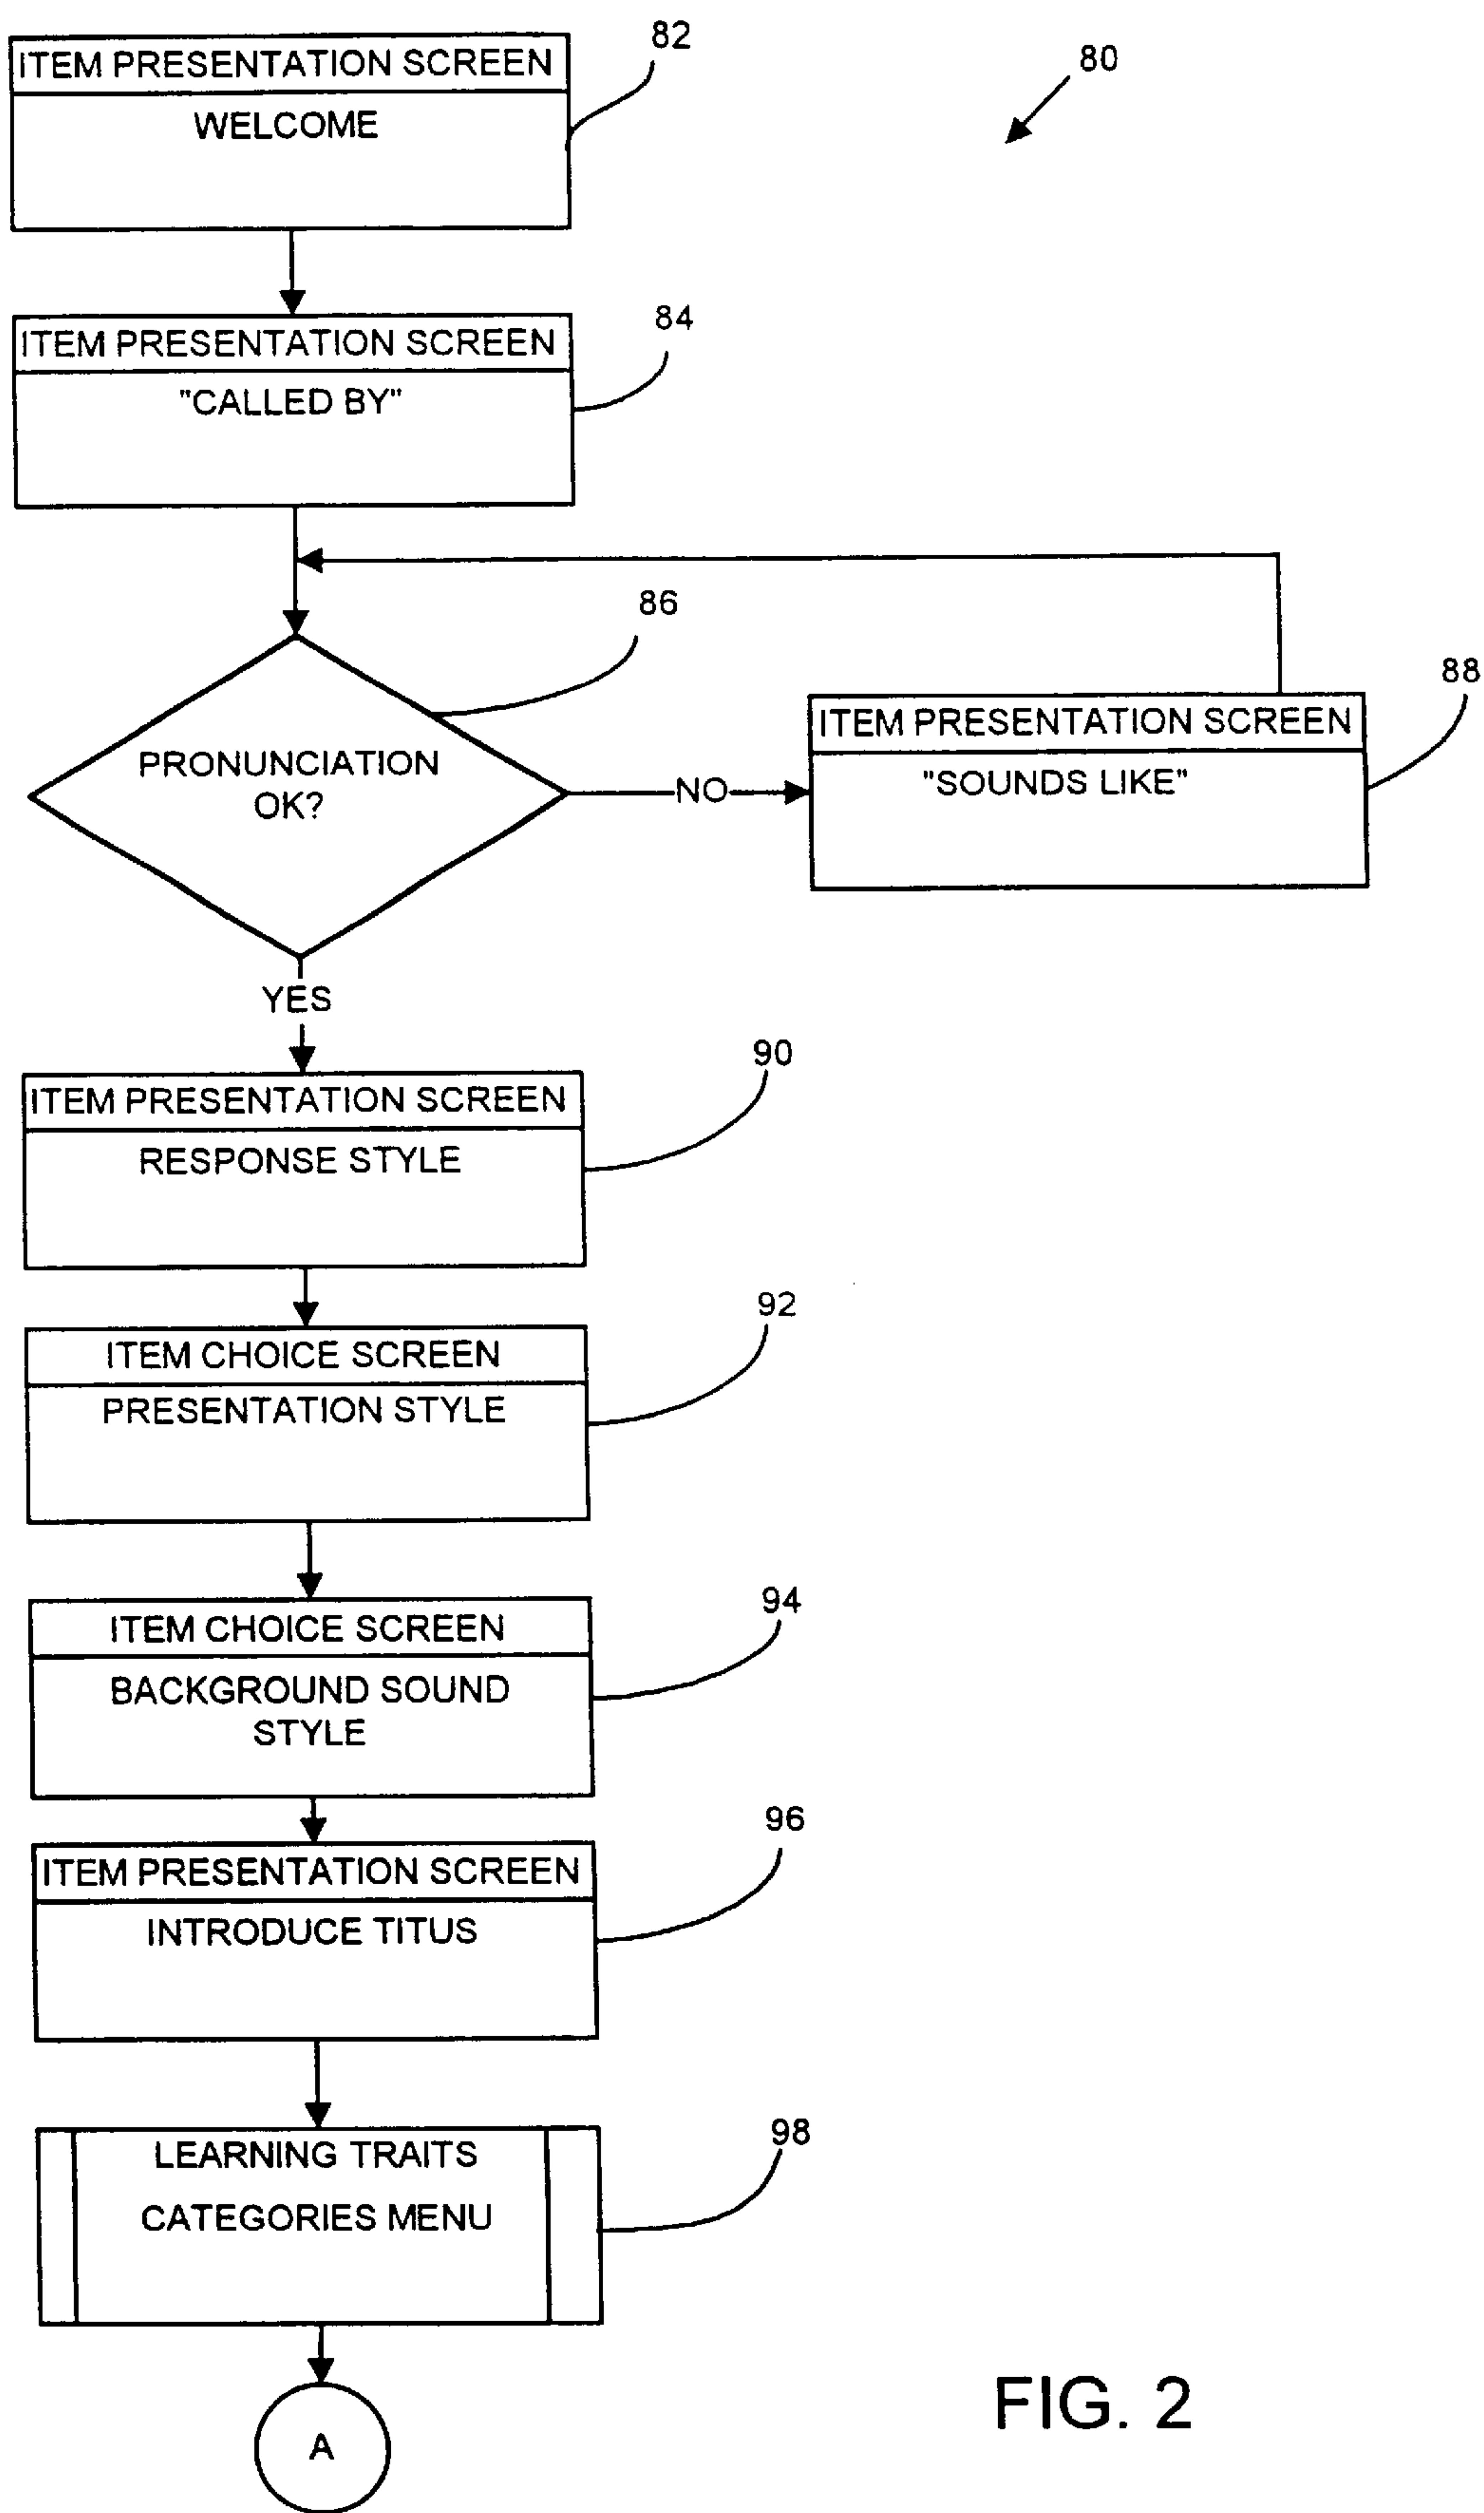 82
80
ITEM PRESENTATION SCREEN
WELCOME
84
ITEM PRESENTATION SCREEN
"CALLED BY"
86
88
PRONUNCIATION
OK?
NO
ITEM PRESENTATION SCREEN
"SOUNDS LIKE"
YES
90
ITEM PRESENTATION SCREEN
RESPONSE STYLE
92
ITEM CHOICE SCREEN
PRESENTATION STYLE
94
ITEM CHOICE SCREEN
BACKGROUND SOUND
STYLE
96
ITEM PRESENTATION SCREEN
INTRODUCE TITUS
98
LEARNING TRAITS
CATEGORIES MENU
A
FIG. 2